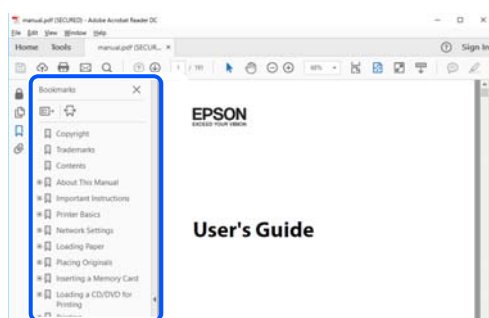 manual.pdf (SECURED) - Adobe Acrobat Reader DC
File Edit View Window Help
Home Tools manual.pdf (SECUR... Sign In
1
Bookmarks
EPSON
EXCEED YOUR VISION
Copyright
Trademarks
Contents
About This Manual
Important Instructions
Printer Basics
Network Settings
User's Guide
Loading Paper
Placing Originals
Inserting a Memory Card
Loading a CD/DVD for
Printing
Printing